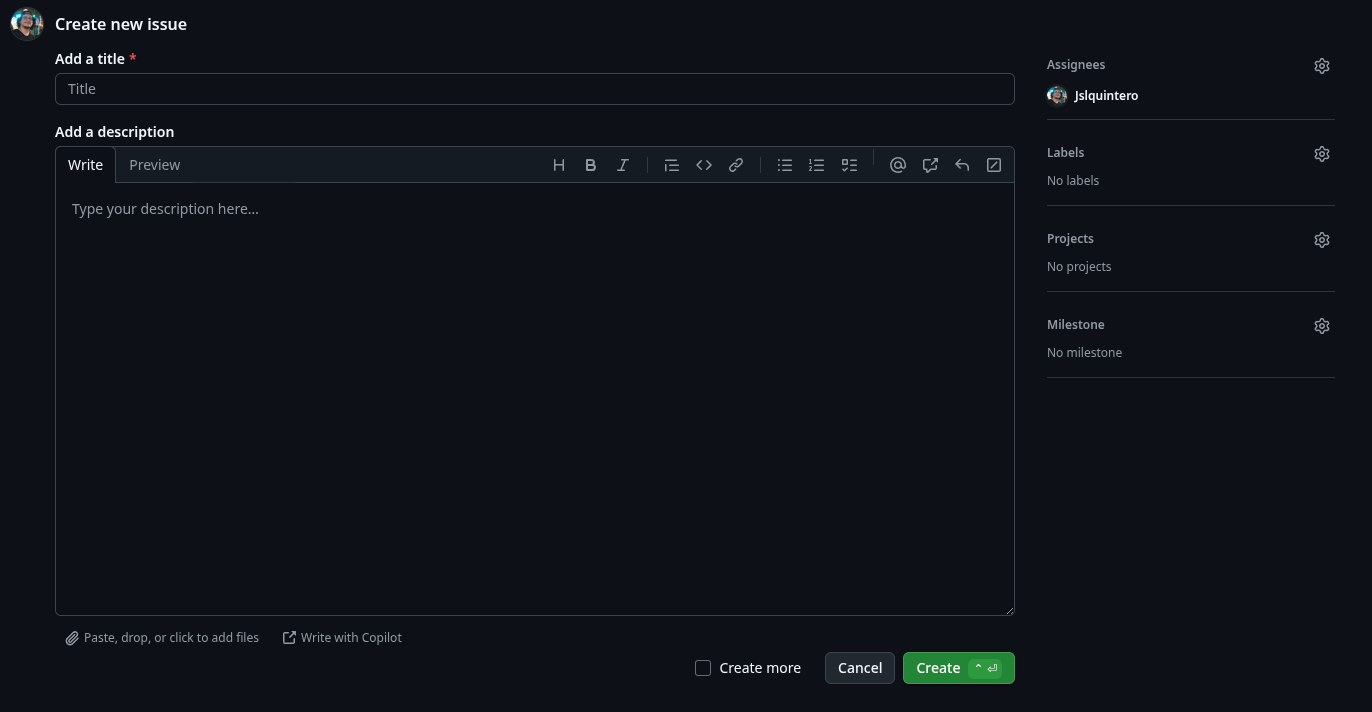 Create new issue
Add a title *
Title
Add a description
Write Preview
Type your description here...
Paste, drop, or click to add files Write with Copilot
Create more Cancel Create
Assignees
Jslquintero
Labels
No labels
Projects
No projects
Milestone
No milestone